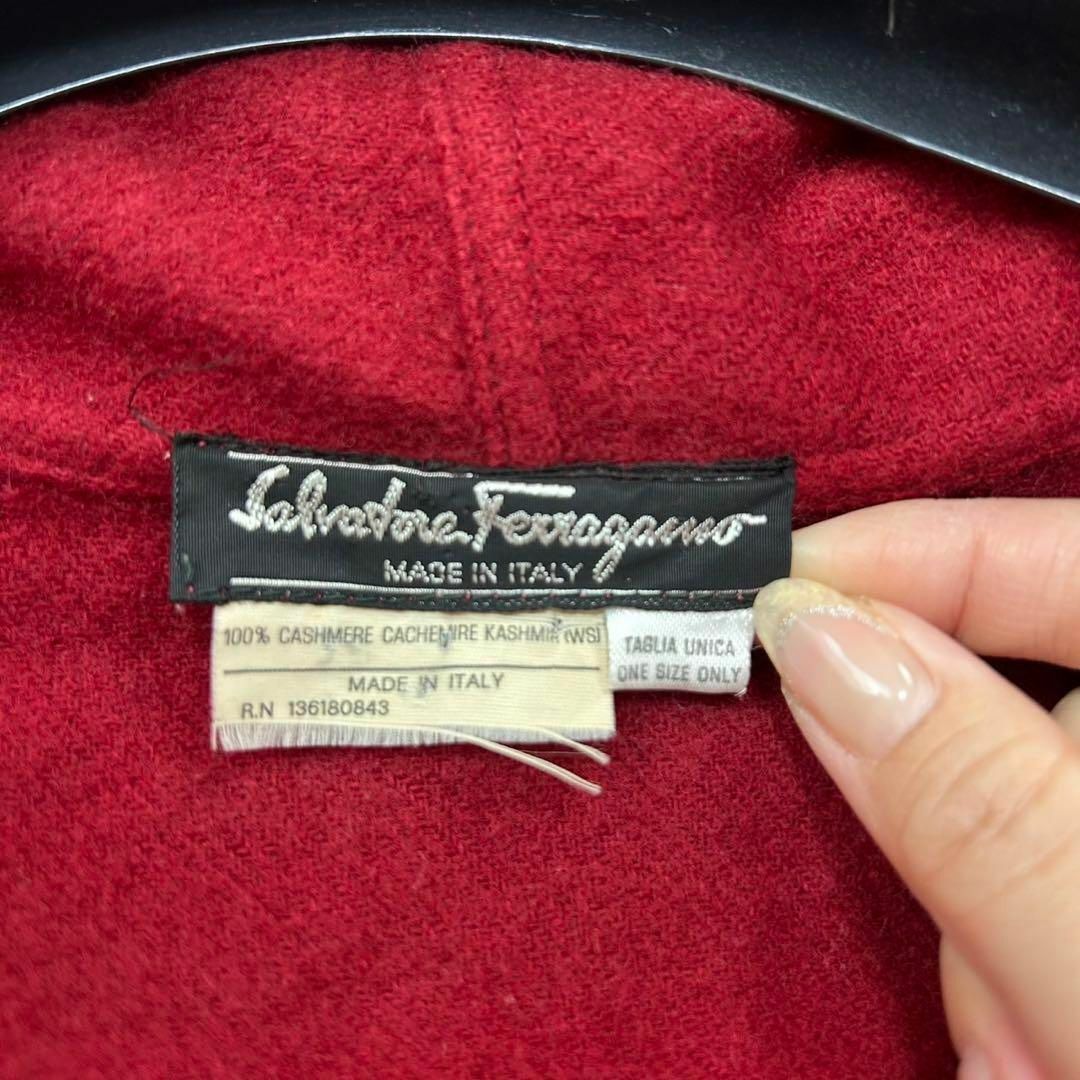 Salvatore Ferragamo
MADE IN ITALY
100% CASHMERE CACHEMIRE KASHMIR (WS)
MADE IN ITALY
R.N 136180843
TAGLIA UNICA
ONE SIZE ONLY